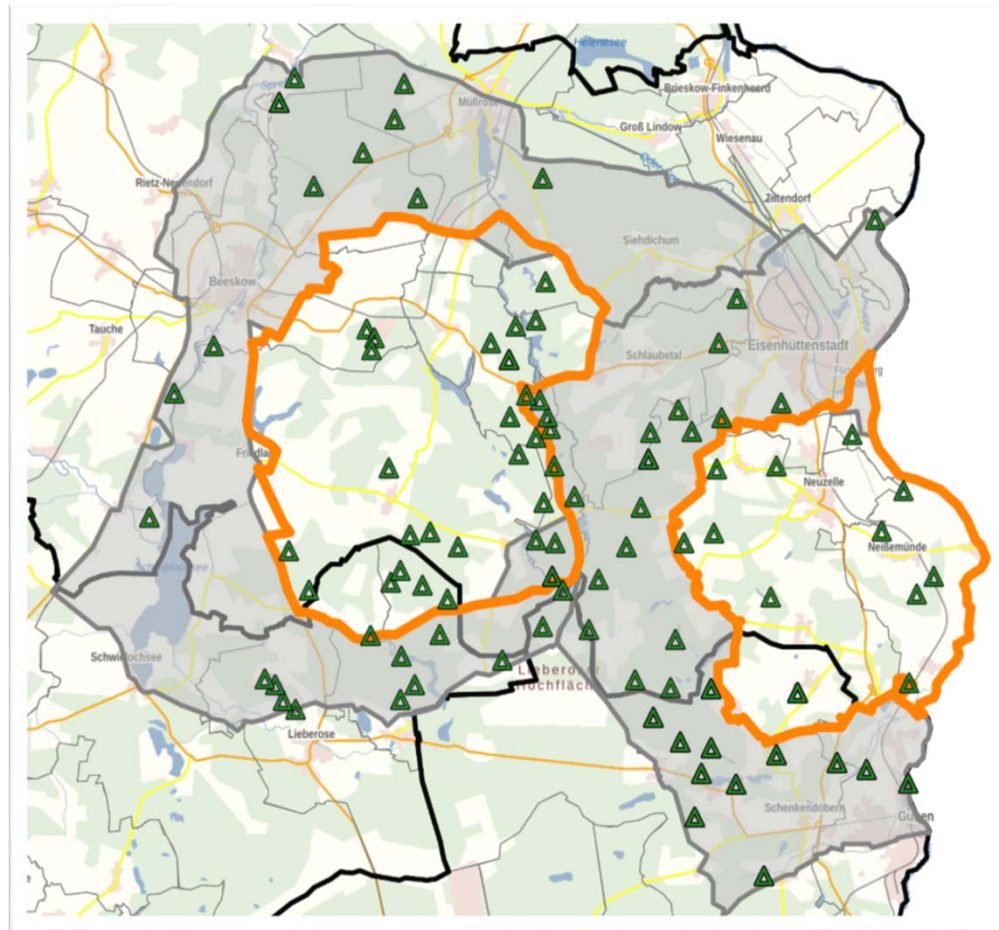 Helenesee
Brieskow-Finkenheerd
Müllrose
Groß Lindow
Wiesenau
Rietz-Neuendorf
Ziltendorf
Siehdichum
Beeskow
Tauche
Eisenhüttenstadt
Schlaubetal
Neuzelle
Neißemünde
Schwielochsee
Schwielochsee
Lieberoser
Hochfläche
Lieberose
Schenkendöbern
Guben